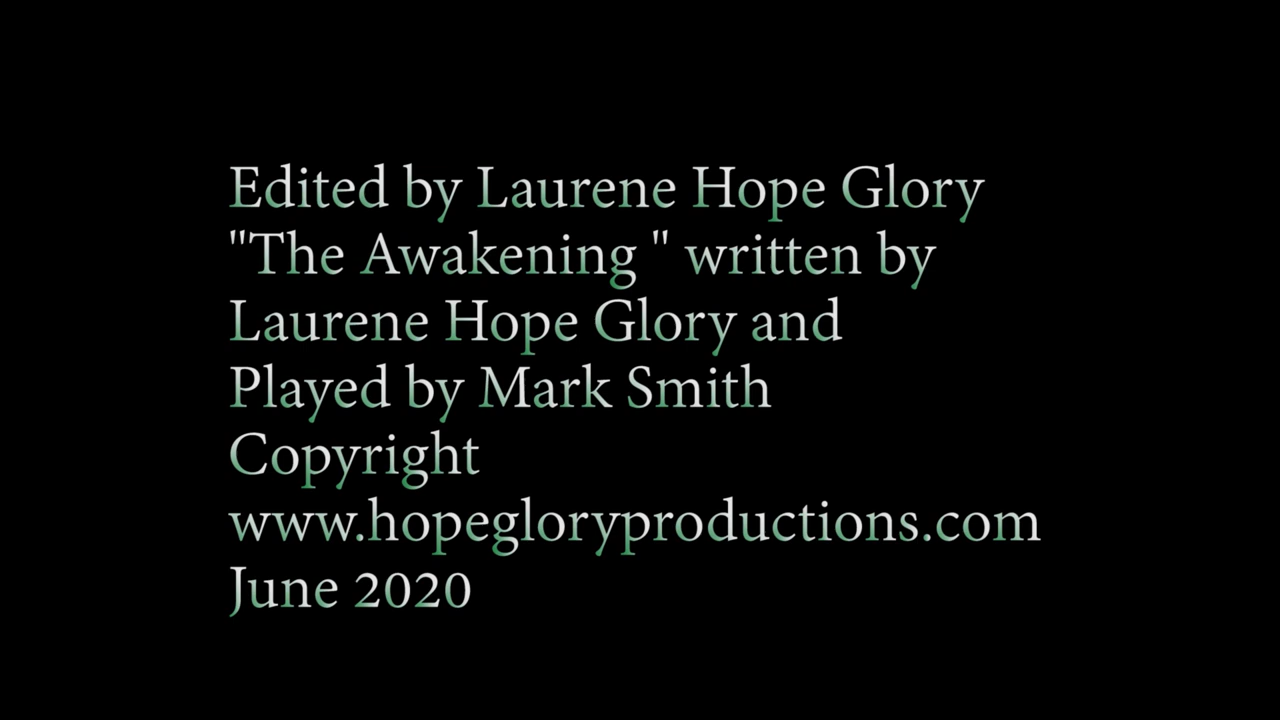 Edited by Laurene Hope Glory
"The Awakening " written by
Laurene Hope Glory and
Played by Mark Smith
Copyright
www.hopegloryproductions.com
June 2020